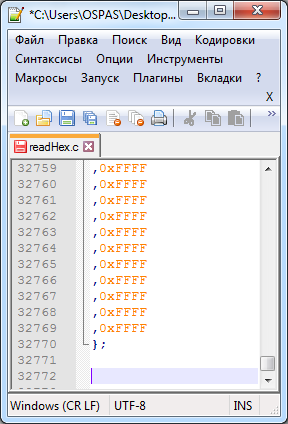 *C:\Users\OSPAS\Desktop...
Файл Правка Поиск Вид Кодировки
Синтаксисы Опции Инструменты
Макросы Запуск Плагины Вкладки ?
X
»
readHex.c
32759 ,0xFFFF
32760 ,0xFFFF
32761 ,0xFFFF
32762 ,0xFFFF
32763 ,0xFFFF
32764 ,0xFFFF
32765 ,0xFFFF
32766 ,0xFFFF
32767 ,0xFFFF
32768 ,0xFFFF
32769 ,0xFFFF
32770 };
32771
32772
Windows (CR LF) UTF-8 INS